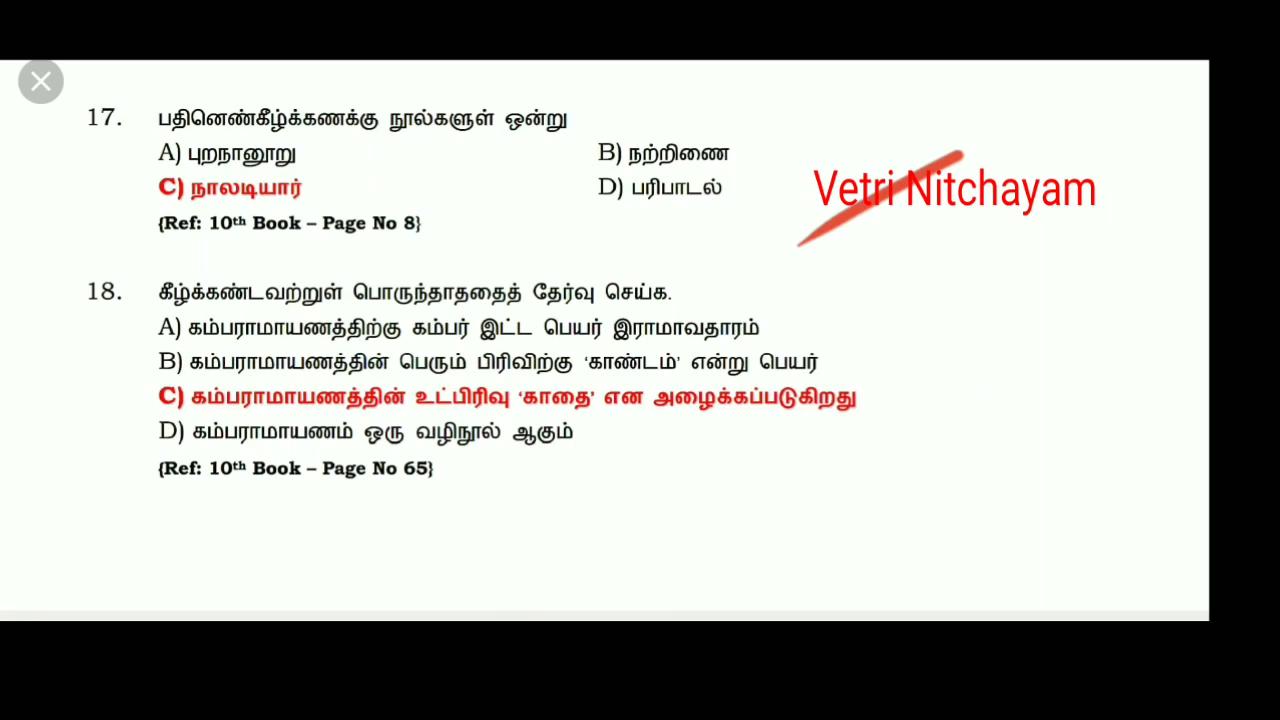 17. பதினெண்கீழ்க்கணக்கு நூல்களுள் ஒன்று
A) புறநானூறு B) நற்றிணை
C) நாலடியார் D) பரிபாடல்
Vetri Nitchayam
{Ref: 10th Book – Page No 8}
18. கீழ்க்கண்டவற்றுள் பொருந்தாததைத் தேர்வு செய்க.
A) கம்பராமாயணத்திற்கு கம்பர் இட்ட பெயர் இராமாவதாரம்
B) கம்பராமாயணத்தின் பெரும் பிரிவிற்கு ‘காண்டம்’ என்று பெயர்
C) கம்பராமாயணத்தின் உட்பிரிவு ‘காதை’ என அழைக்கப்படுகிறது
D) கம்பராமாயணம் ஒரு வழிநூல் ஆகும்
{Ref: 10th Book – Page No 65}